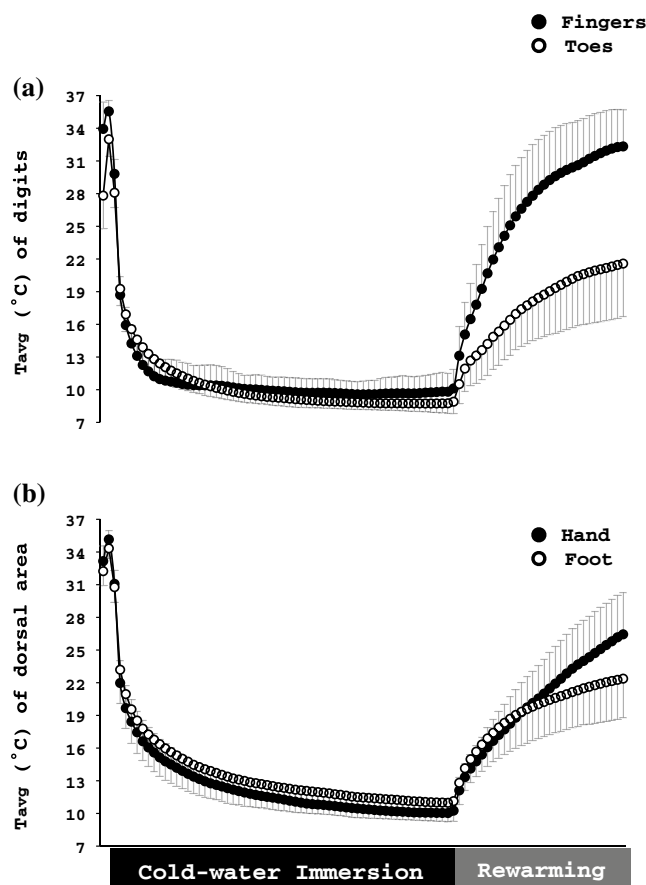 Fingers
Toes
(a)
Tavg (°C) of digits
37
34
31
28
25
22
19
16
13
10
7
(b)
Tavg (°C) of dorsal area
37
34
31
28
25
22
19
16
13
10
7
Hand
Foot
Cold-water Immersion
Rewarming